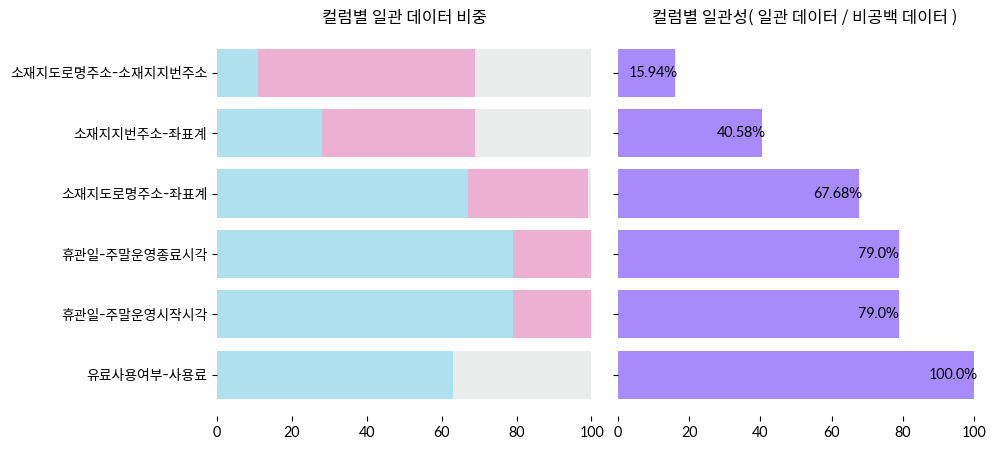 컬럼별 일관 데이터 비중
컬럼별 일관성( 일관 데이터 / 비공백 데이터 )
소재지도로명주소-소재지지번주소
15.94%
소재지지번주소-좌표계
40.58%
소재지도로명주소-좌표계
67.68%
휴관일-주말운영종료시각
79.0%
휴관일-주말운영시작시각
79.0%
유료사용여부-사용료
100.0%
0 20 40 60 80 100
0 20 40 60 80 100